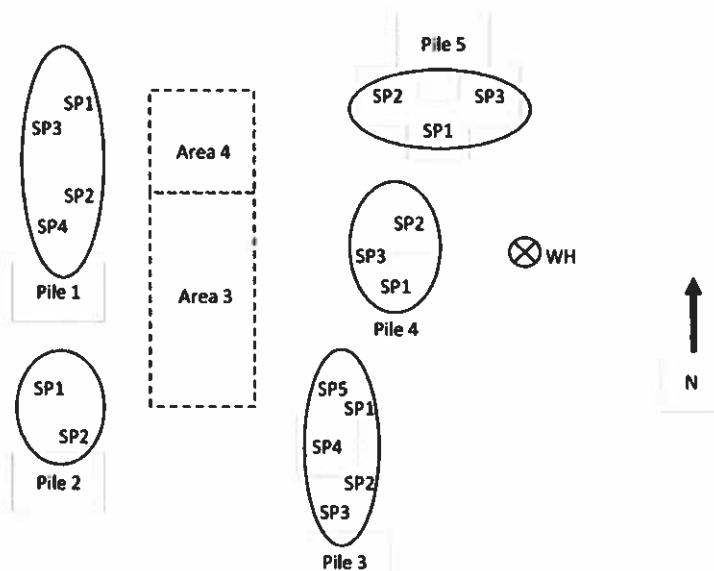 Pile 5
SP2
SP3
SP1
SP1
SP3
SP2
SP4
Pile 1
Area 4
Area 3
SP2
SP3
SP1
Pile 4
WH
N
SP1
SP2
Pile 2
SP5
SP1
SP4
SP2
SP3
Pile 3